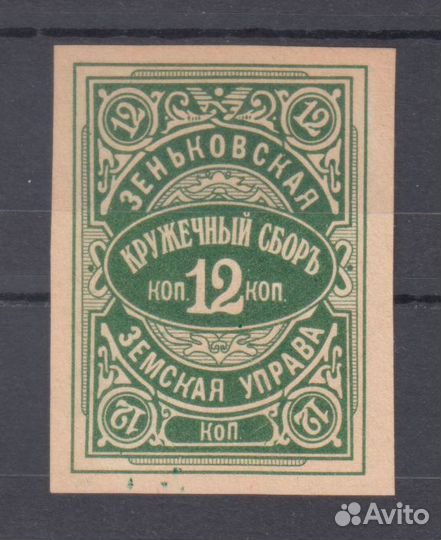 12 12
ЗЕНЬКОВСКАЯ
КРУЖЕЧНЫЙ СБОРЪ
КОП. 12 КОП.
ЗЕМСКАЯ УПРАВА
12 12
КОП.
Avito